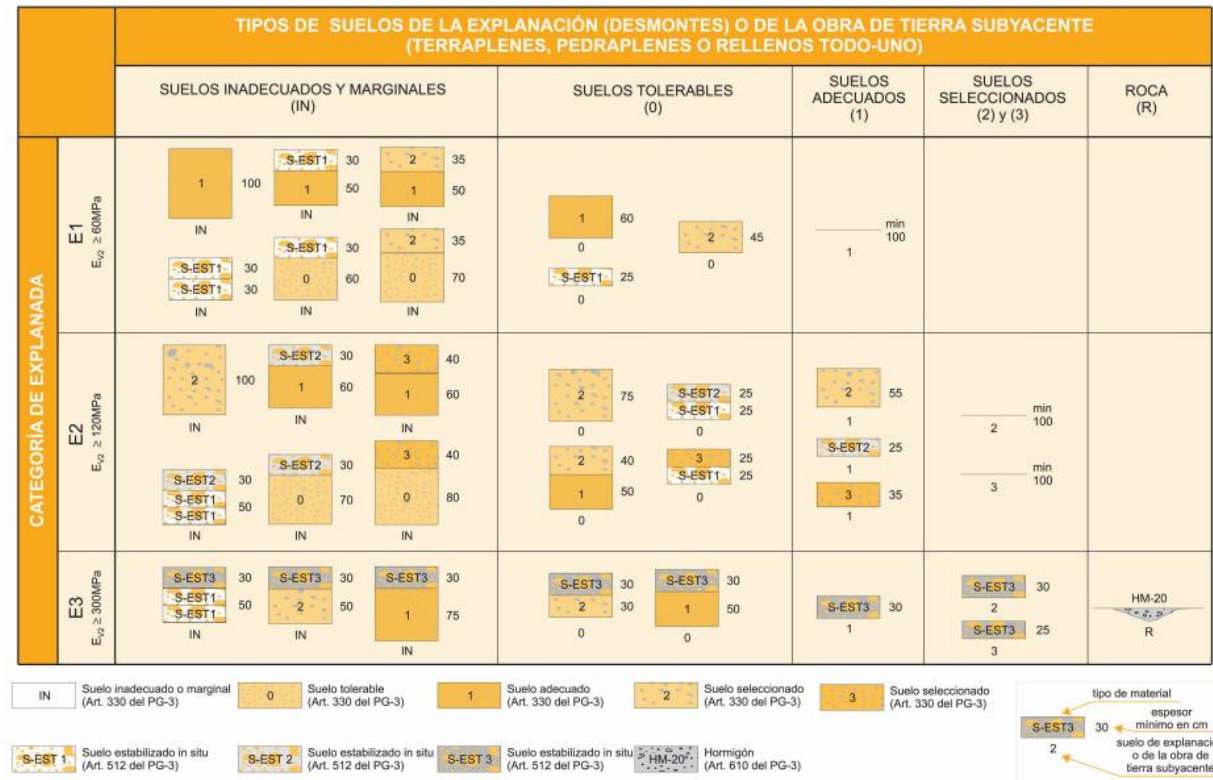 TIPOS DE SUELOS DE LA EXPLANACIÓN (DESMONTES) O DE LA OBRA DE TIERRA SUBYACENTE
(TERRAPLENES, PEDRAPLENES O RELLENOS TODO-UNO)
SUELOS INADECUADOS Y MARGINALES
(IN)
SUELOS TOLERABLES
(0)
SUELOS
ADECUADOS
(1)
SUELOS
SELECCIONADOS
(2) y (3)
ROCA
(R)
CATEGORÍA DE EXPLANADA
E1
EV2 ≥ 60MPa
1 100
IN
S-EST1 30
1 50
IN
2 35
1 50
IN
S-EST1 30
S-EST1 30
IN
S-EST1 30
0 60
IN
2 35
0 70
IN
1 60
0
2 45
0
S-EST1 25
0
min
100
1
E2
EV2 ≥ 120MPa
2 100
IN
S-EST2 30
1 60
IN
3 40
1 60
IN
S-EST2 30
S-EST1 50
S-EST1
IN
S-EST2 30
0 70
IN
3 40
0 80
IN
2 75
0
S-EST2 25
S-EST1 25
0
2 40
1 50
0
3 25
S-EST1 25
0
2 55
1
S-EST2 25
1
3 35
1
min
100
2
min
100
3
E3
EV2 ≥ 300MPa
S-EST3 30
S-EST1 50
S-EST1
IN
S-EST3 30
2 50
IN
S-EST3 30
1 75
IN
S-EST3 30
2 30
0
S-EST3 30
1 50
0
S-EST3 30
1
S-EST3 30
2
S-EST3 25
3
HM-20
R
IN Suelo inadecuado o marginal
(Art. 330 del PG-3)
0 Suelo tolerable
(Art. 330 del PG-3)
1 Suelo adecuado
(Art. 330 del PG-3)
2 Suelo seleccionado
(Art. 330 del PG-3)
3 Suelo seleccionado
(Art. 330 del PG-3)
S-EST 1 Suelo estabilizado in situ
(Art. 512 del PG-3)
S-EST 2 Suelo estabilizado in situ
(Art. 512 del PG-3)
S-EST 3 Suelo estabilizado in situ
(Art. 512 del PG-3)
HM-20 Hormigón
(Art. 610 del PG-3)
tipo de material
espesor
S-EST3 30 mínimo en cm
2 suelo de explanaci
o de la obra de
tierra subyacente